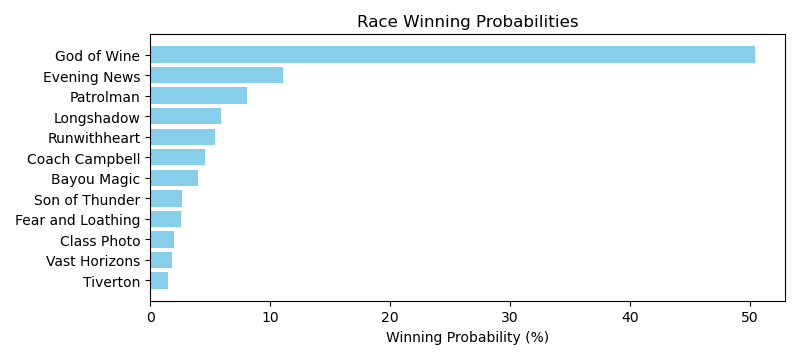 Race Winning Probabilities
God of Wine
Evening News
Patrolman
Longshadow
Runwithheart
Coach Campbell
Bayou Magic
Son of Thunder
Fear and Loathing
Class Photo
Vast Horizons
Tiverton
0 10 20 30 40 50
Winning Probability (%)